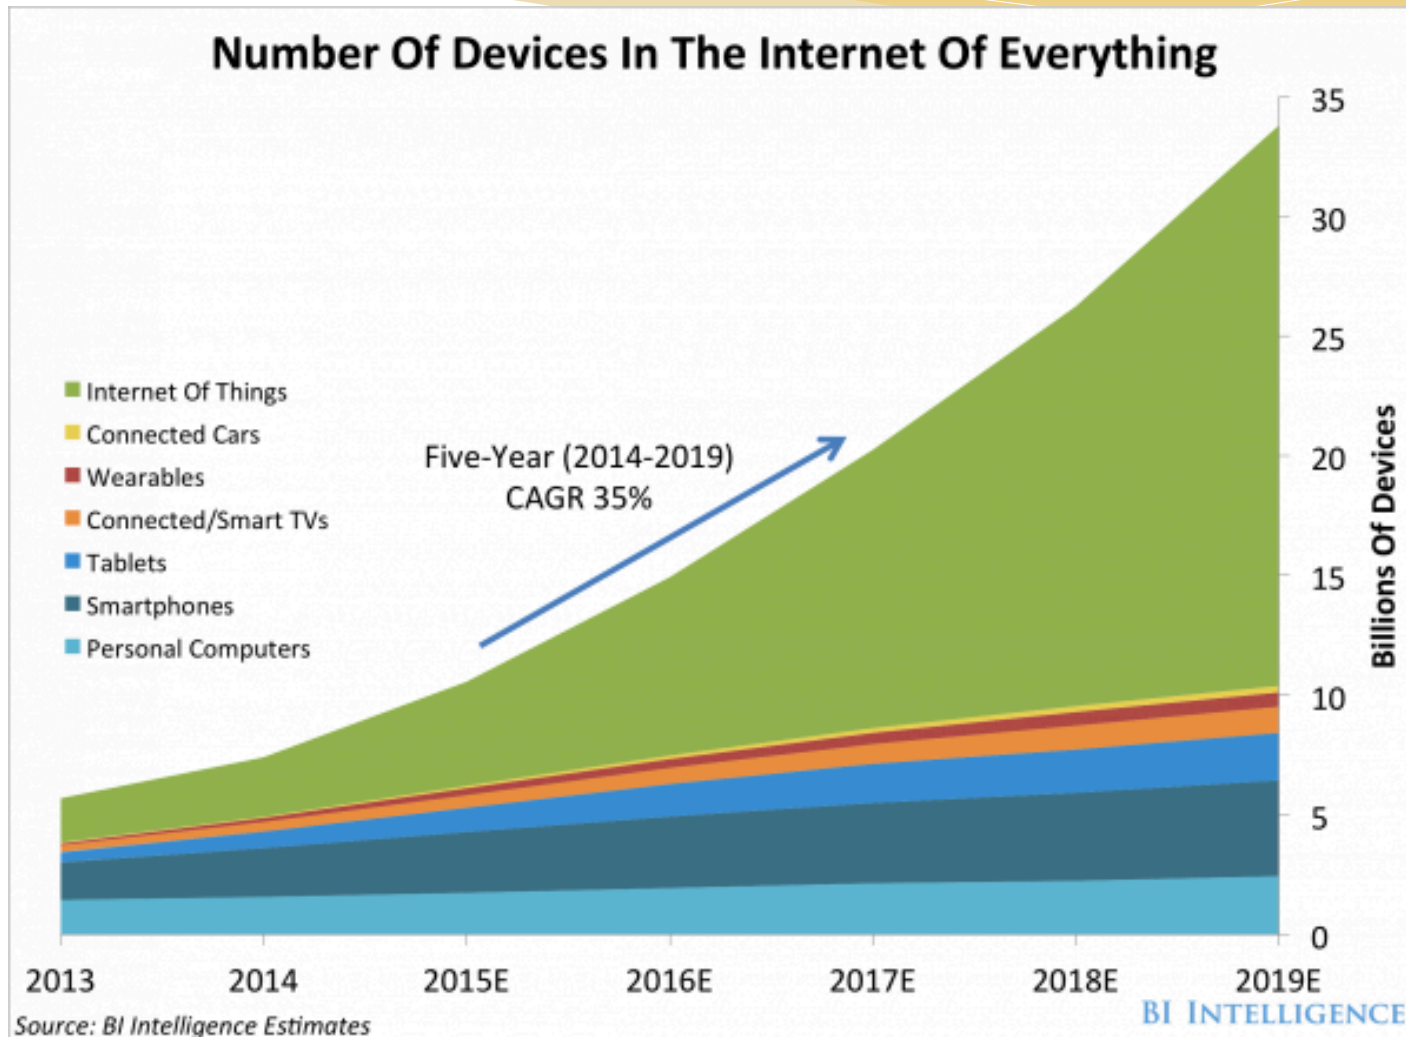 Number Of Devices In The Internet Of Everything
35
30
25
20
15
10
5
0
Billions Of Devices
Internet Of Things
Connected Cars
Wearables
Connected/Smart TVs
Tablets
Smartphones
Personal Computers
Five-Year (2014-2019)
CAGR 35%
2013 2014 2015E 2016E 2017E 2018E 2019E
Source: BI Intelligence Estimates
BI INTELLIGENCE